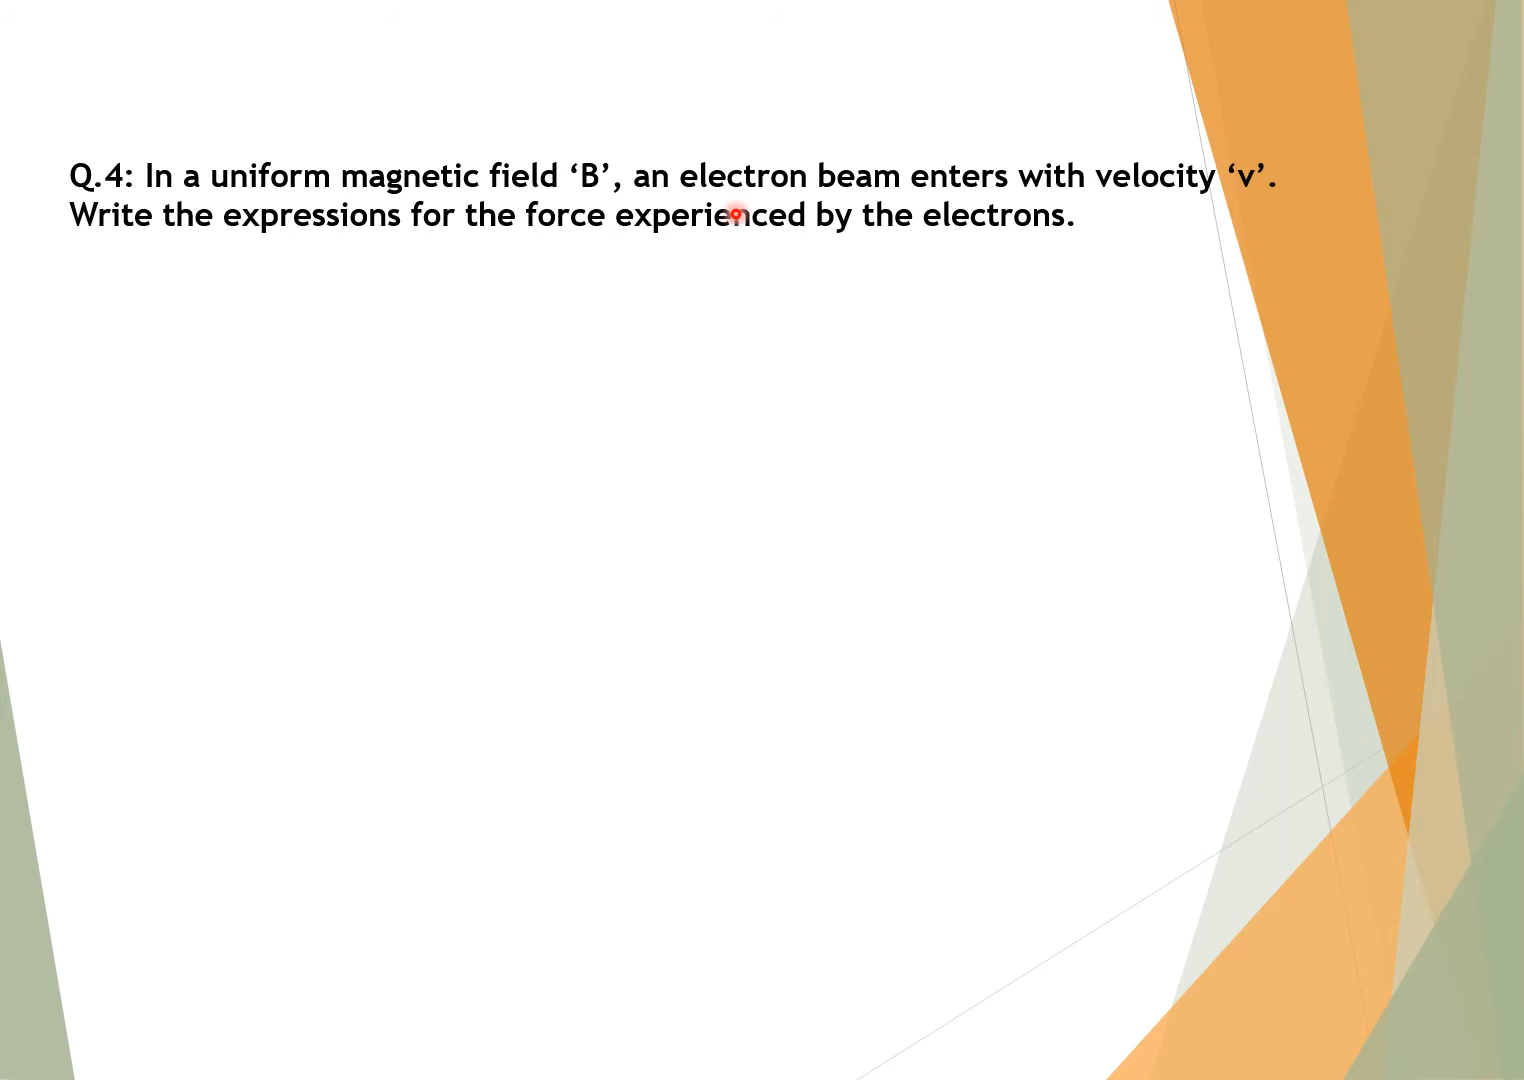 Q.4: In a uniform magnetic field ‘B’, an electron beam enters with velocity ‘v’.
Write the expressions for the force experienced by the electrons.